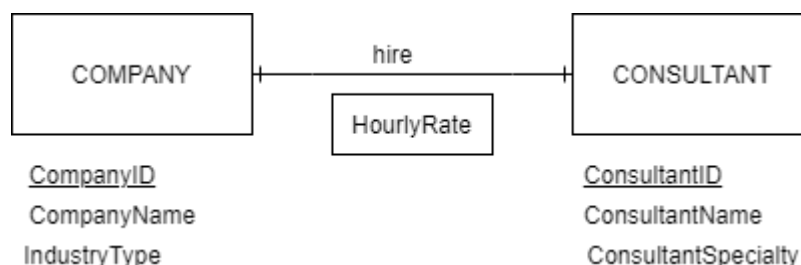 hire
COMPANY
CONSULTANT
HourlyRate
CompanyID
ConsultantID
CompanyName
ConsultantName
IndustryType
ConsultantSpecialty